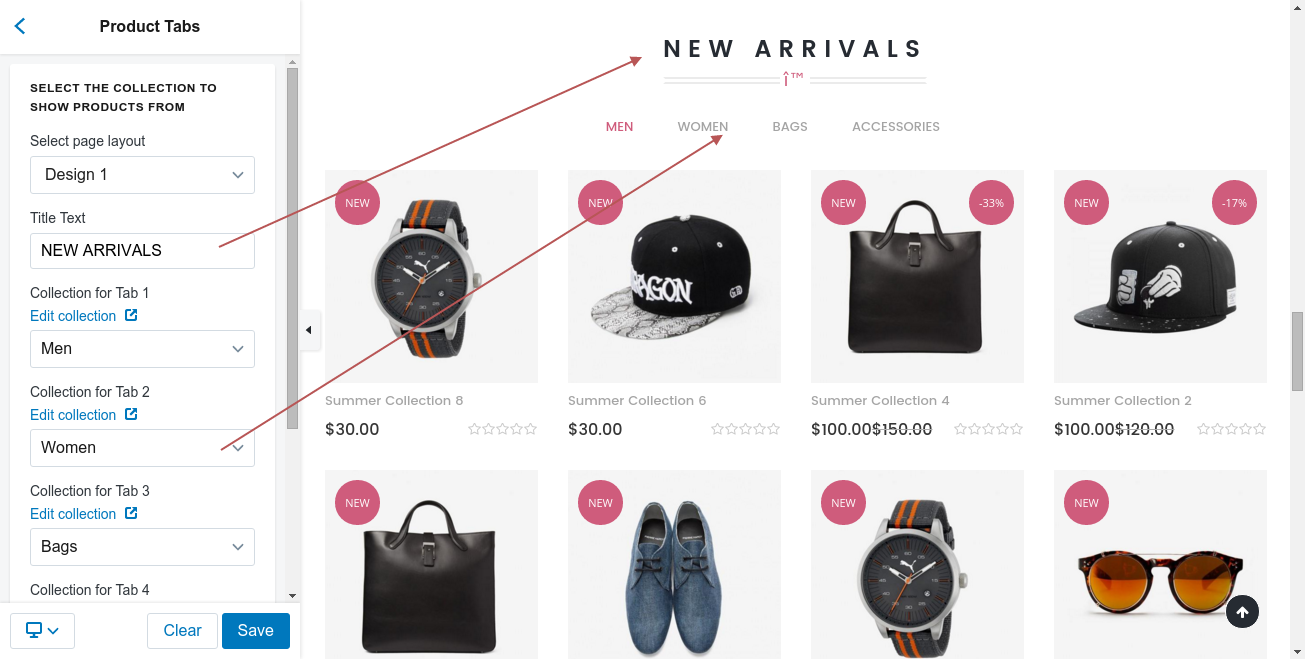 Product Tabs
SELECT THE COLLECTION TO
SHOW PRODUCTS FROM
Select page layout
Design 1
Title Text
NEW ARRIVALS
Collection for Tab 1
Edit collection
Men
Collection for Tab 2
Edit collection
Women
Collection for Tab 3
Edit collection
Bags
Collection for Tab 4
Clear
Save
NEW ARRIVALS
î™
MEN WOMEN BAGS ACCESSORIES
NEW
NEW
NEW
-33%
NEW
-17%
Summer Collection 8
$30.00
Summer Collection 6
$30.00
Summer Collection 4
$100.00$150.00
Summer Collection 2
$100.00$120.00
NEW
NEW
NEW
NEW